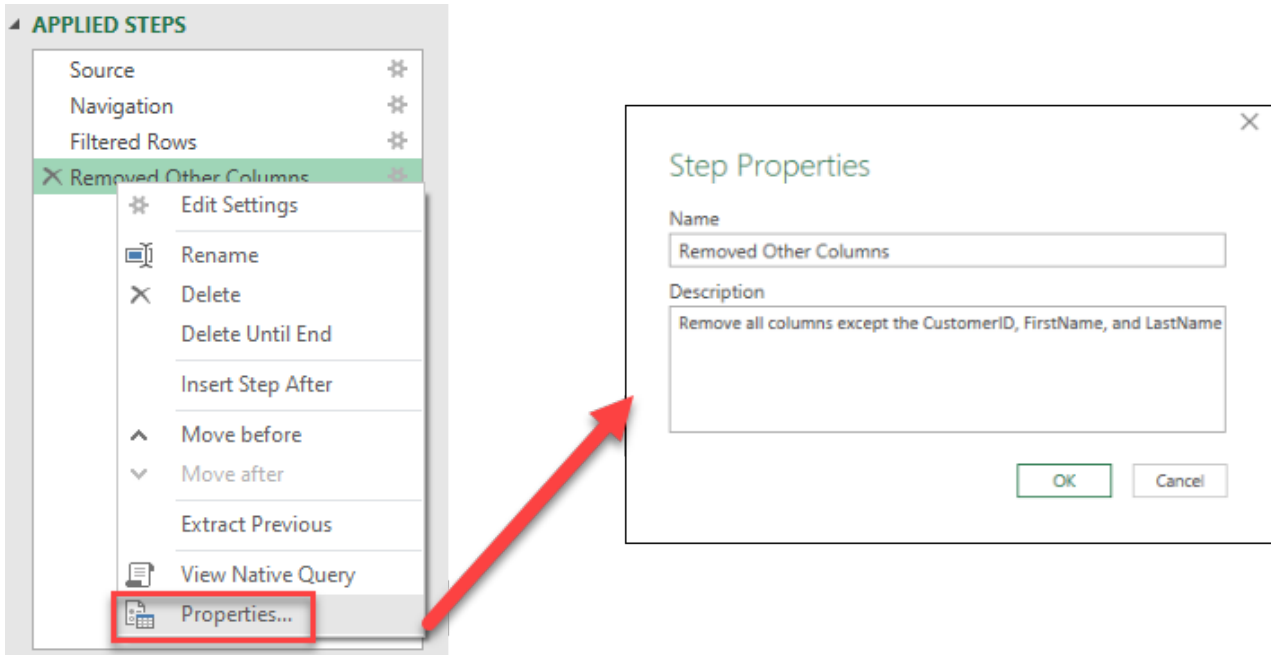 APPLIED STEPS
Source
Navigation
Filtered Rows
Removed Other Columns
Edit Settings
Rename
Delete
Delete Until End
Insert Step After
Move before
Move after
Extract Previous
View Native Query
Properties...
Step Properties
Name
Removed Other Columns
Description
Remove all columns except the CustomerID, FirstName, and LastName
OK
Cancel